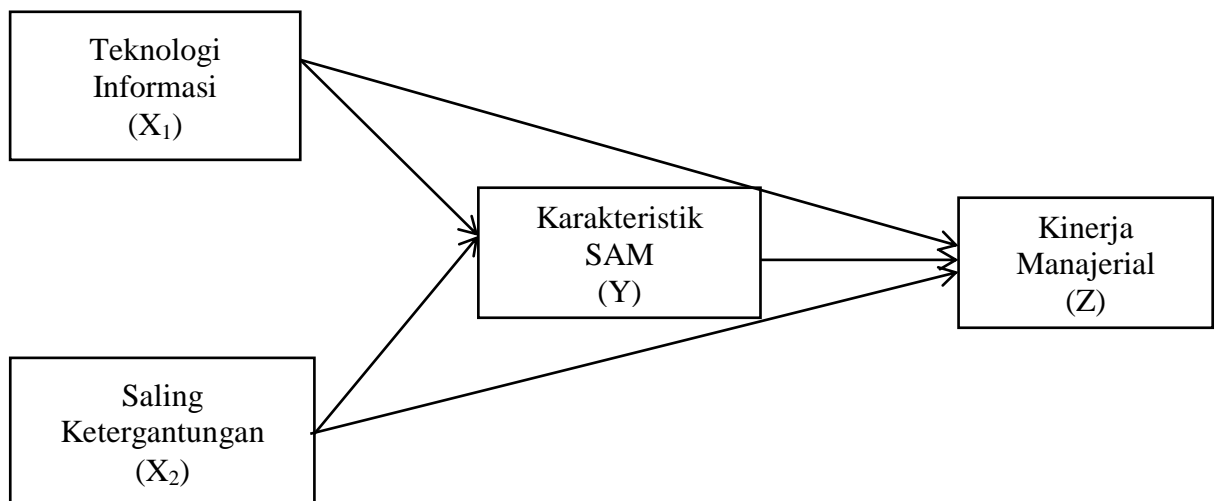 Teknologi
Informasi
(X₁)
Karakteristik
SAM
(Y)
Kinerja
Manajerial
(Z)
Saling
Ketergantungan
(X₂)